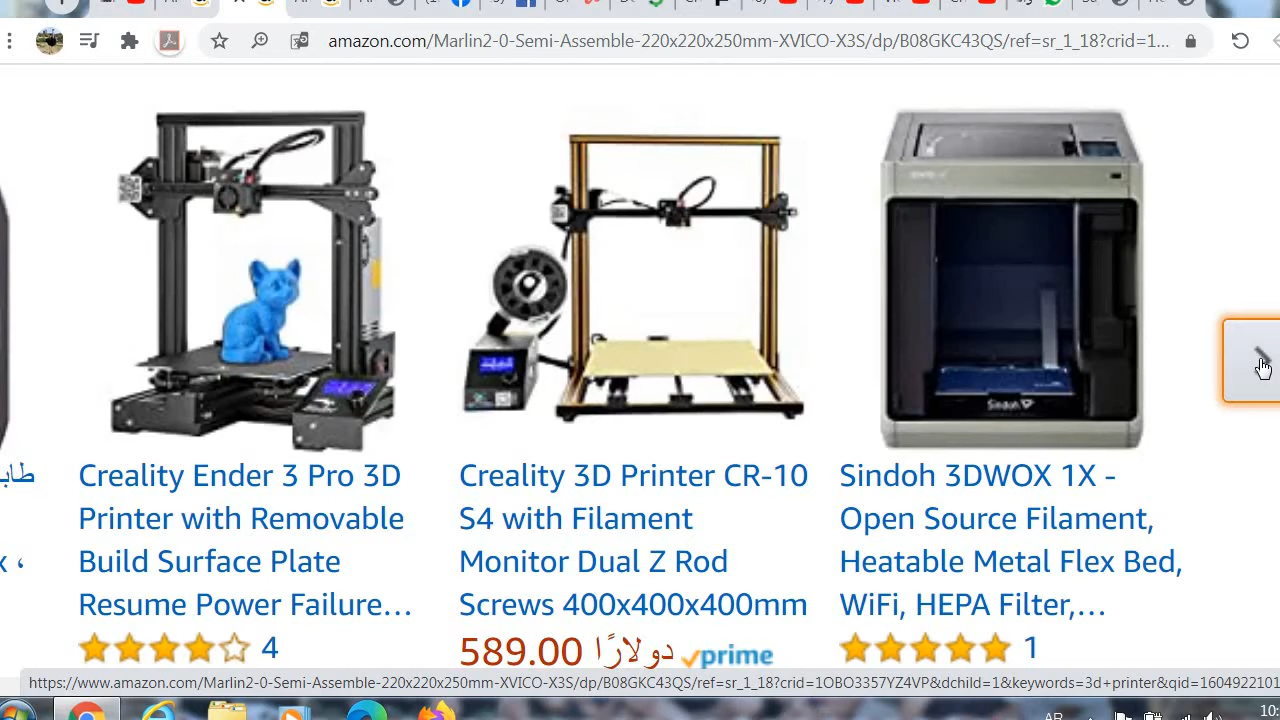 amazon.com/Marlin2-0-Semi-Assemble-220x220x250mm-XVICO-X3S/dp/B08GKC43QS/ref=sr_1_18?crid=1...
Sindoh
Creality Ender 3 Pro 3D
Printer with Removable
Build Surface Plate
Resume Power Failure...
4
Creality 3D Printer CR-10
S4 with Filament
Monitor Dual Z Rod
Screws 400x400x400mm
589.00 دولارًا prime
Sindoh 3DWOX 1X -
Open Source Filament,
Heatable Metal Flex Bed,
WiFi, HEPA Filter,...
1
https://www.amazon.com/Marlin2-0-Semi-Assemble-220x220x250mm-XVICO-X3S/dp/B08GKC43QS/ref=sr_1_18?crid=1OBO3357YZ4VP&dchild=1&keywords=3d+printer&qid=1604922101
AR
10: